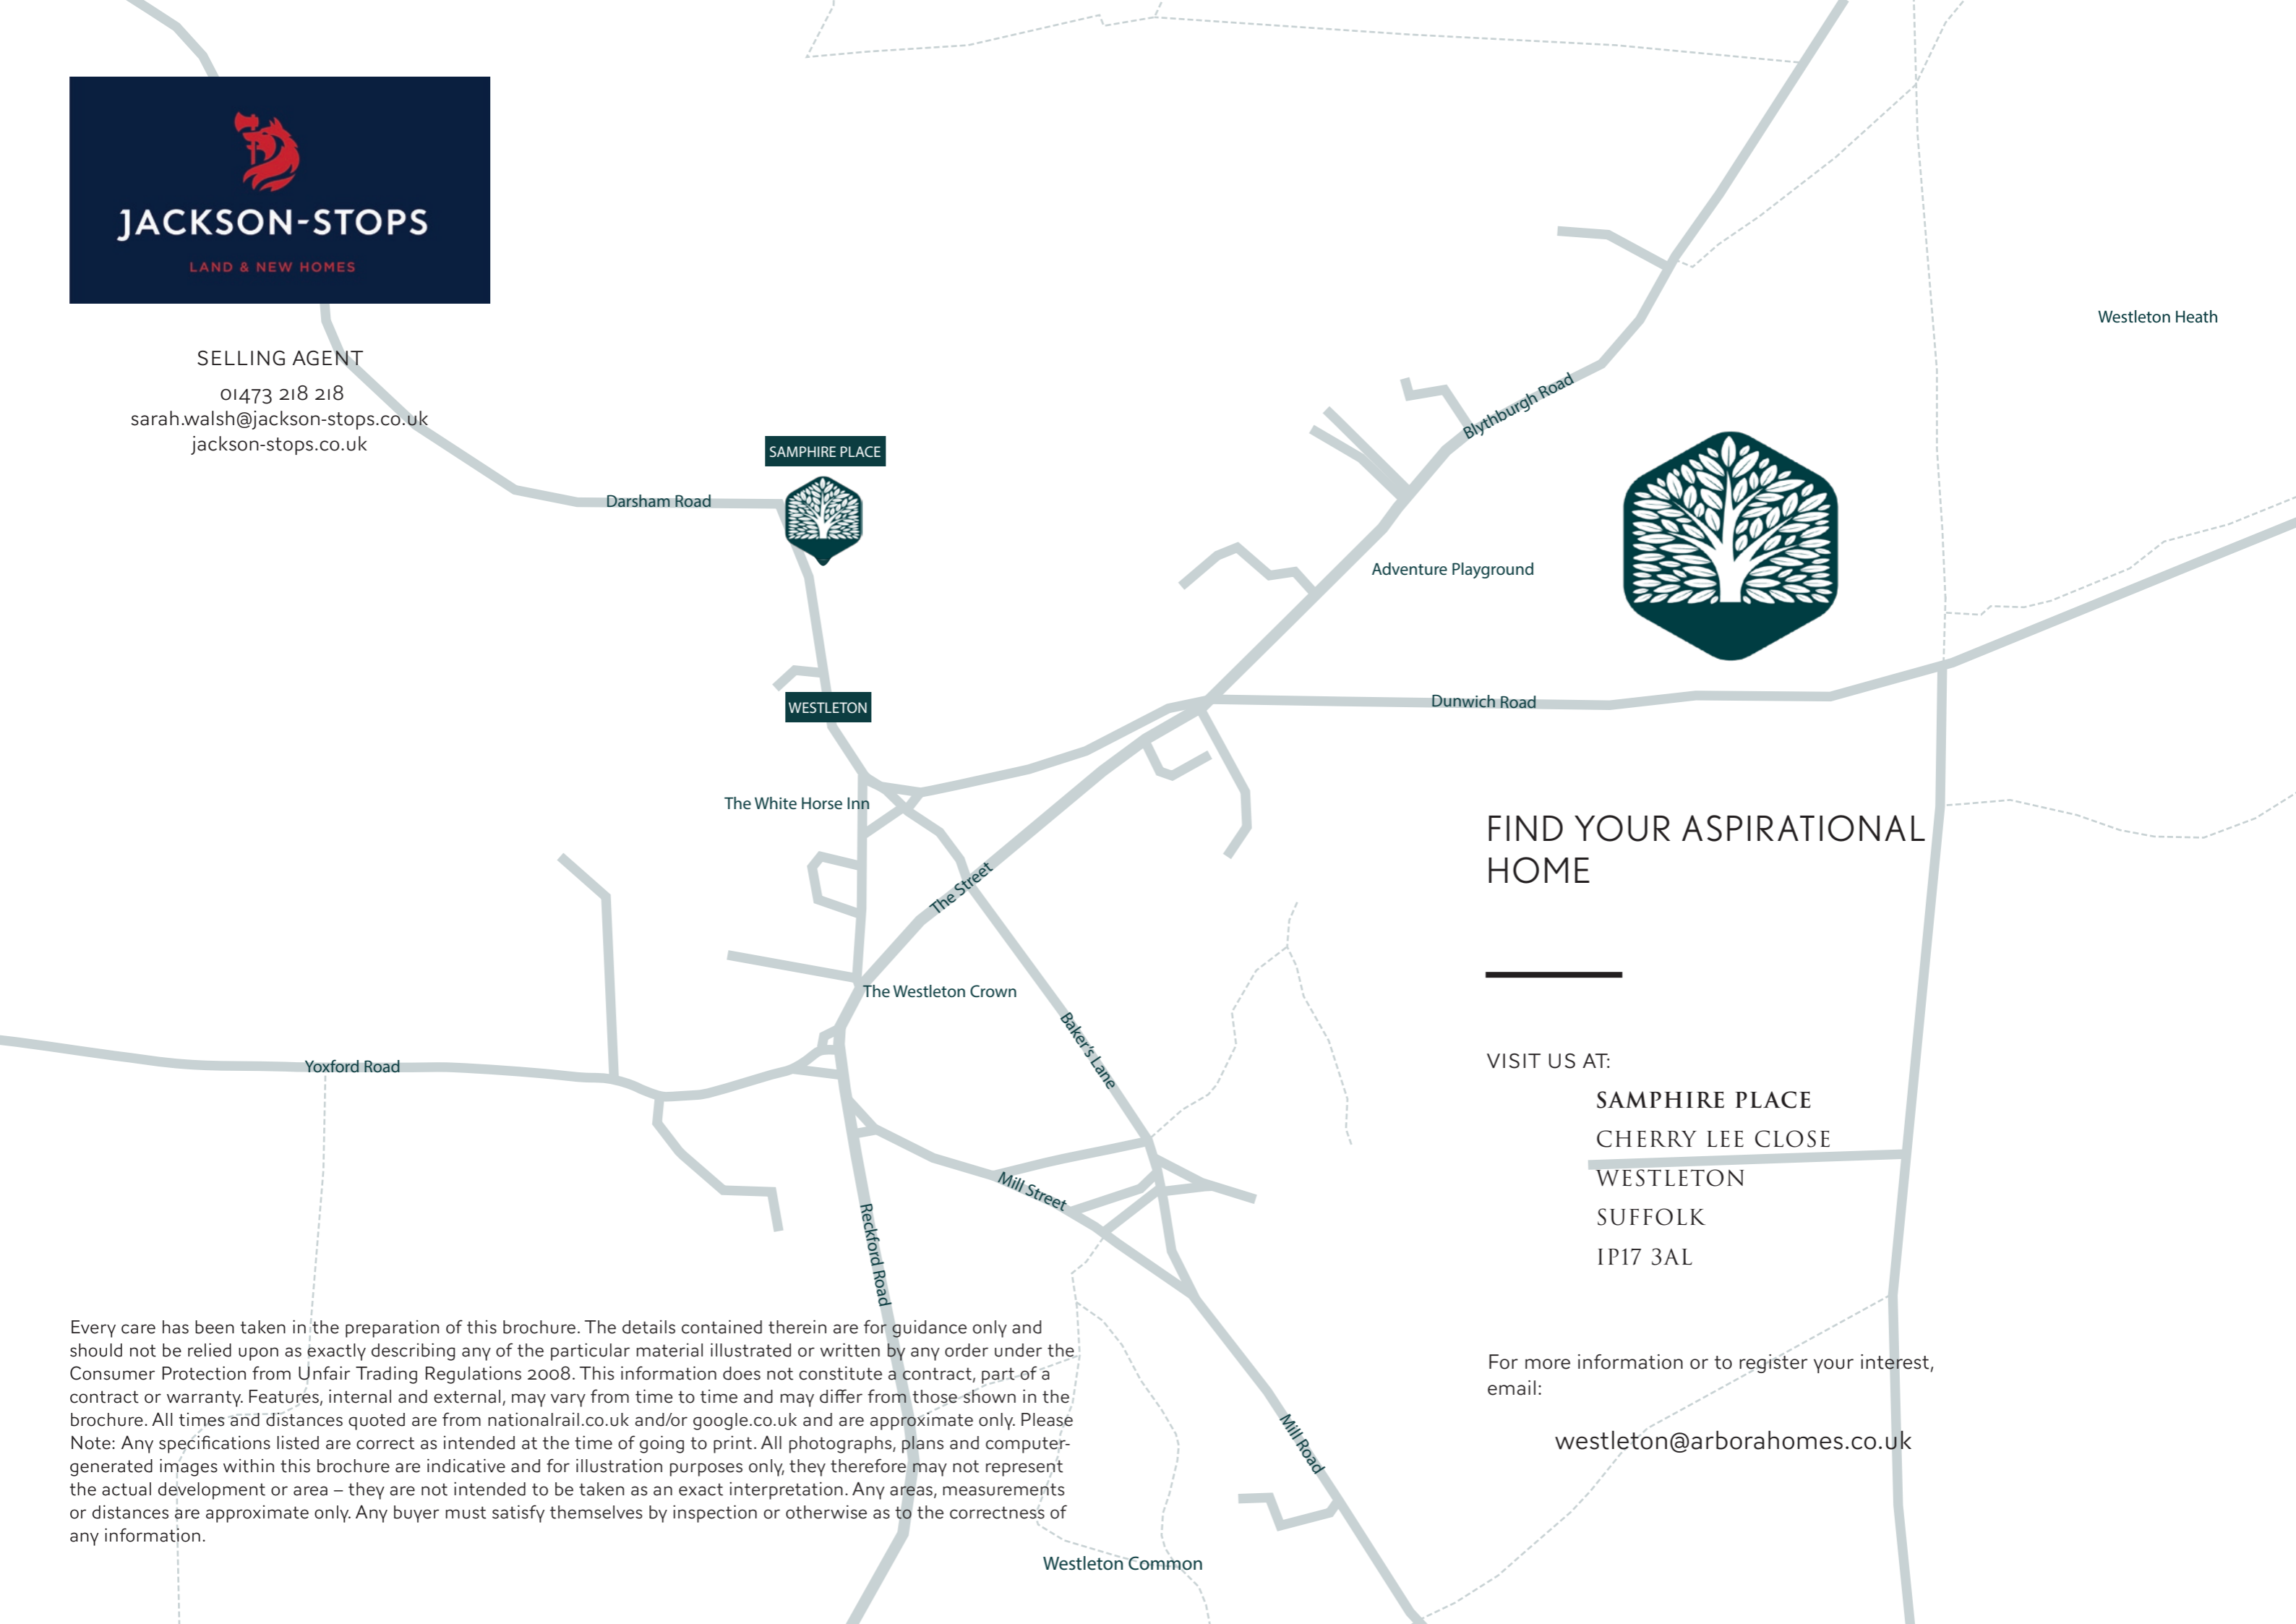 JACKSON-STOPS
LAND & NEW HOMES
SELLING AGENT
01473 218 218
sarah.walsh@jackson-stops.co.uk
jackson-stops.co.uk
Westleton Heath
Blythburgh Road
SAMPHIRE PLACE
Darsham Road
Adventure Playground
WESTLETON
Dunwich Road
The White Horse Inn
The Street
The Westleton Crown
Baker's Lane
Yoxford Road
Mill Street
Reckford Road
Mill Road
Westleton Common
FIND YOUR ASPIRATIONAL
HOME
VISIT US AT:
SAMPHIRE PLACE
CHERRY LEE CLOSE
WESTLETON
SUFFOLK
IP17 3AL
For more information or to register your interest,
email:
westleton@arborahomes.co.uk
Every care has been taken in the preparation of this brochure. The details contained therein are for guidance only and
should not be relied upon as exactly describing any of the particular material illustrated or written by any order under the
Consumer Protection from Unfair Trading Regulations 2008. This information does not constitute a contract, part of a
contract or warranty. Features, internal and external, may vary from time to time and may differ from those shown in the
brochure. All times and distances quoted are from nationalrail.co.uk and/or google.co.uk and are approximate only. Please
Note: Any specifications listed are correct as intended at the time of going to print. All photographs, plans and computer-
generated images within this brochure are indicative and for illustration purposes only, they therefore may not represent
the actual development or area – they are not intended to be taken as an exact interpretation. Any areas, measurements
or distances are approximate only. Any buyer must satisfy themselves by inspection or otherwise as to the correctness of
any information.